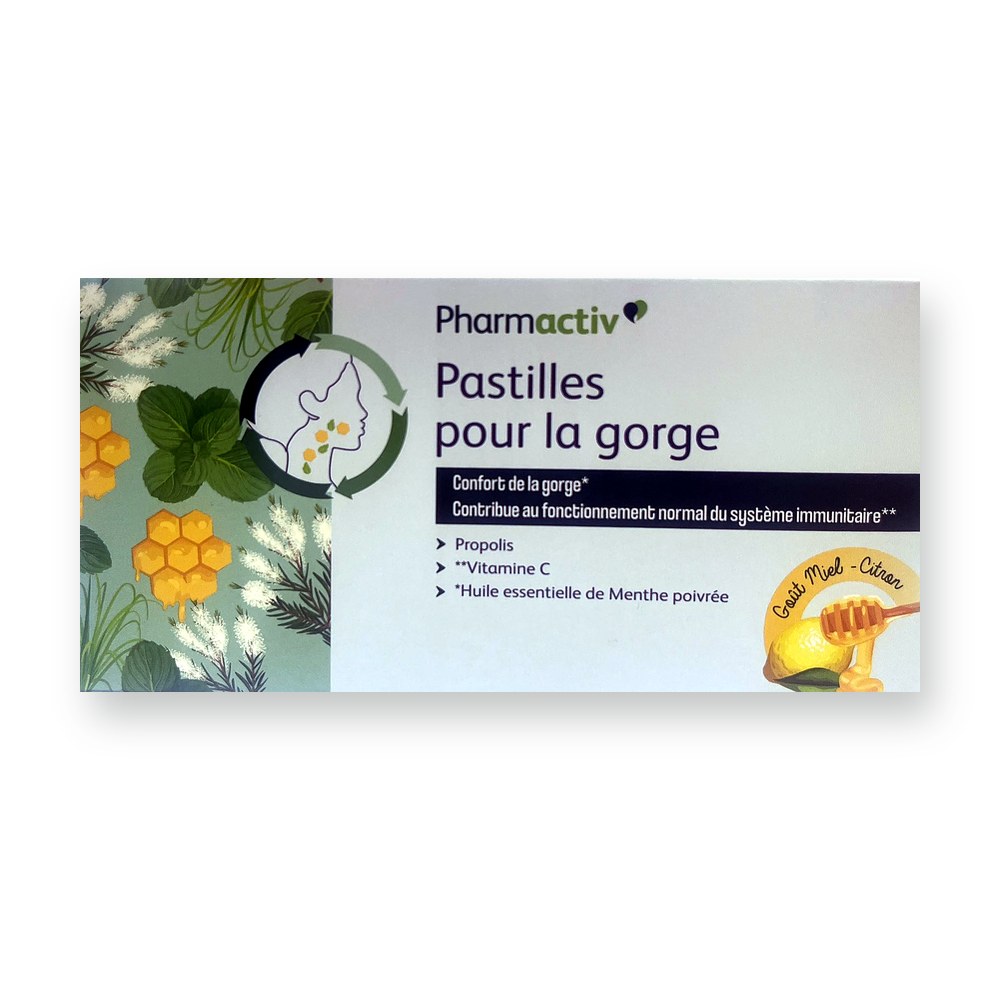 Pharmactiv
Pastilles
pour la gorge
Confort de la gorge*
Contribue au fonctionnement normal du système immunitaire**
Propolis
**Vitamine C
*Huile essentielle de Menthe poivrée
Goût Miel - Citron